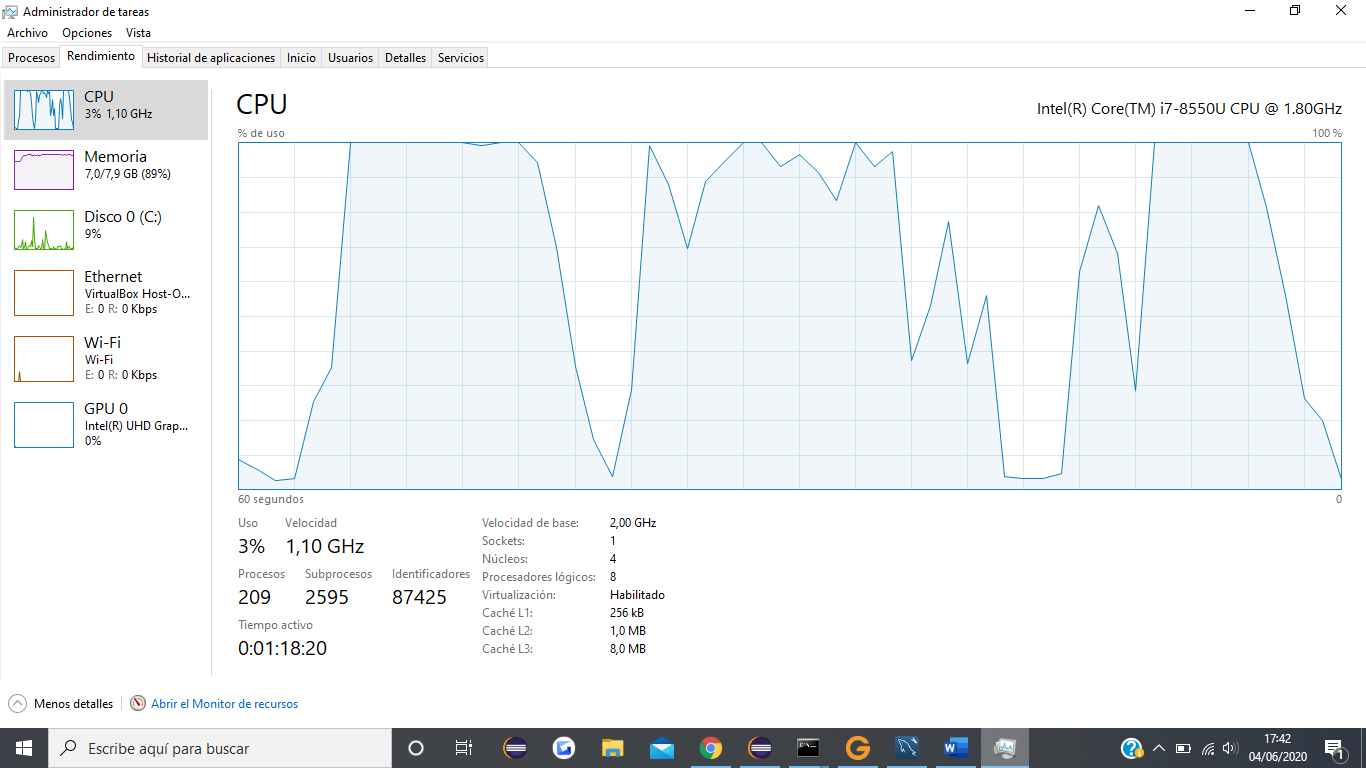 Administrador de tareas
Archivo Opciones Vista
Procesos Rendimiento Historial de aplicaciones Inicio Usuarios Detalles Servicios
CPU
3% 1,10 GHz
Memoria
7,0/7,9 GB (89%)
Disco 0 (C:)
9%
Ethernet
VirtualBox Host-O...
E: 0 R: 0 Kbps
Wi-Fi
Wi-Fi
E: 0 R: 0 Kbps
GPU 0
Intel(R) UHD Grap...
0%
CPU Intel(R) Core(TM) i7-8550U CPU @ 1.80GHz
% de uso 100 %
60 segundos 0
Uso Velocidad
3% 1,10 GHz
Procesos Subprocesos Identificadores
209 2595 87425
Tiempo activo
0:01:18:20
Velocidad de base: 2,00 GHz
Sockets: 1
Núcleos: 4
Procesadores lógicos: 8
Virtualización: Habilitado
Caché L1: 256 kB
Caché L2: 1,0 MB
Caché L3: 8,0 MB
Menos detalles Abrir el Monitor de recursos
Escribe aquí para buscar
17:42
04/06/2020
1